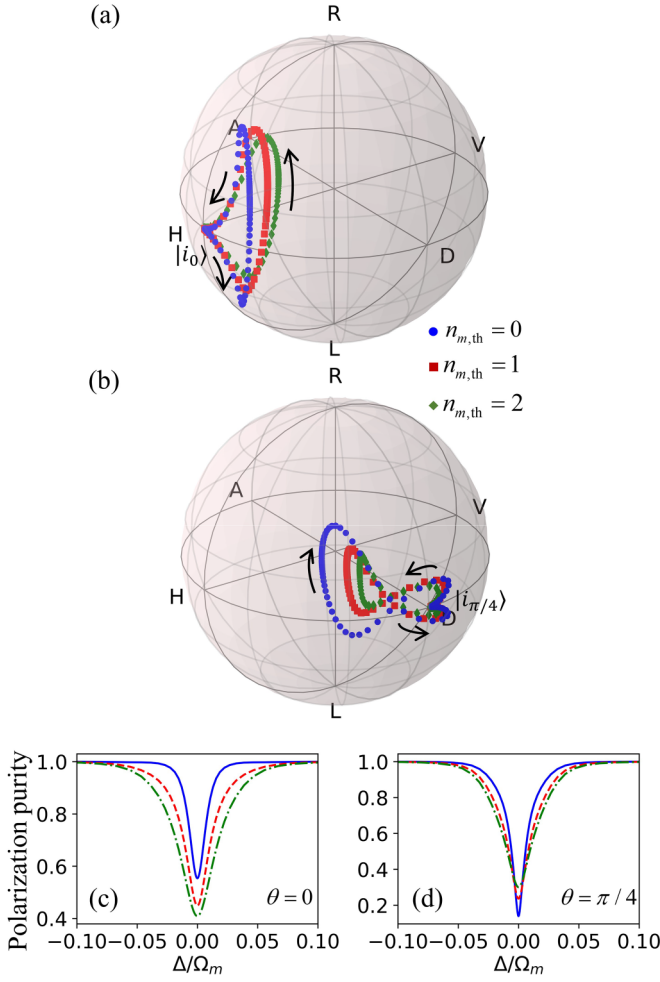 (a)
R
A
V
H
|i₀⟩
D
L
n_{m,th} = 0
n_{m,th} = 1
n_{m,th} = 2
(b)
R
A
V
H
|i_{π/4}⟩
D
L
Polarization purity
1.0
0.8
0.6
0.4
(c)
θ = 0
−0.10 −0.05 0.00 0.05 0.10
Δ/Ω_m
1.0
0.8
0.6
0.4
0.2
(d)
θ = π / 4
−0.10 −0.05 0.00 0.05 0.10
Δ/Ω_m